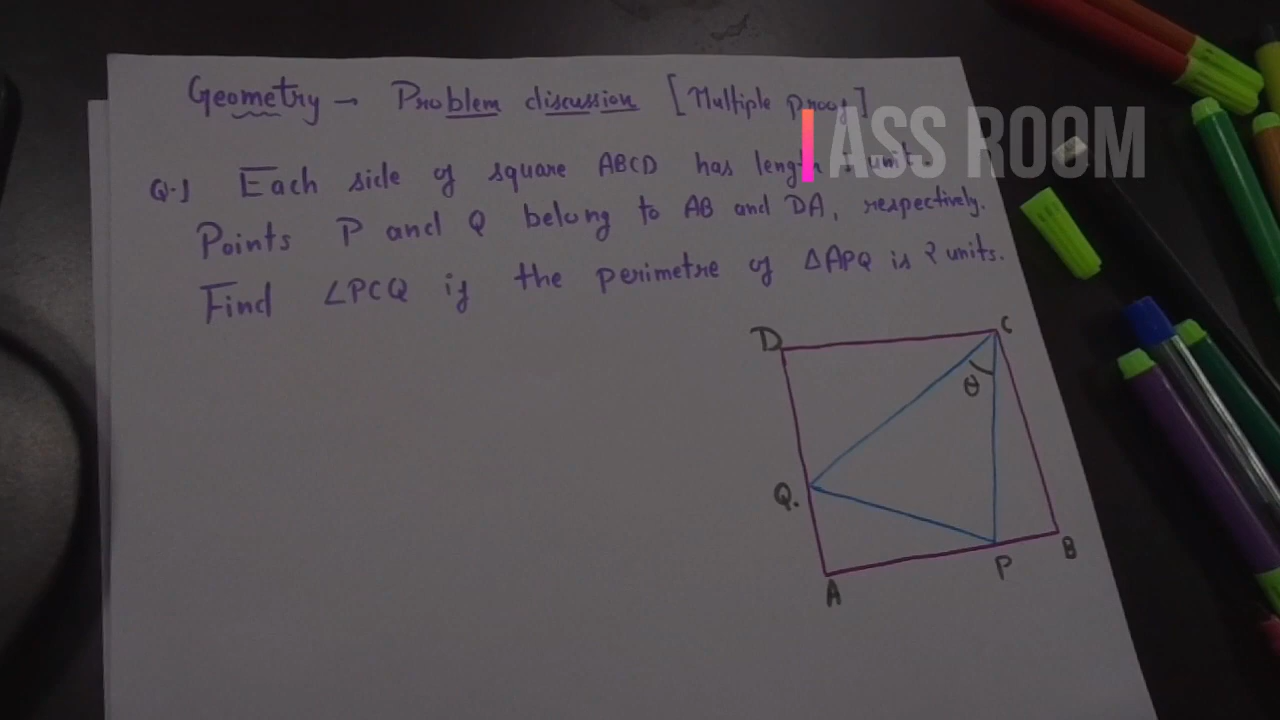 Geometry → Problem discussion [Multiple proof]
ASS ROOM
Q.1 Each side of square ABCD has length 1 unit.
Points P and Q belong to AB and DA, respectively.
Find ∠PCQ if the perimetre of ΔAPQ is 2 units.
D
C
θ
Q.
B
P
A